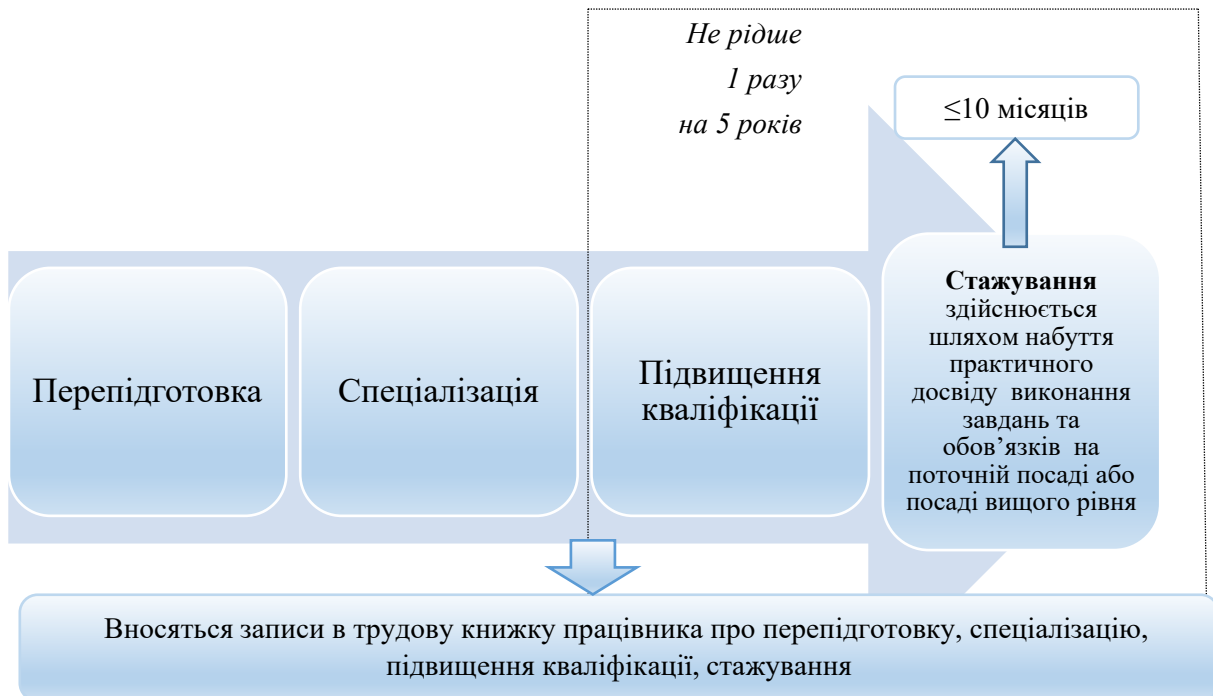 Не рідше
1 разу
на 5 років
≤10 місяців
Перепідготовка
Спеціалізація
Підвищення
кваліфікації
Стажування
здійснюється
шляхом набуття
практичного
досвіду виконання
завдань та
обов’язків на
поточній посаді або
посаді вищого рівня
Вносяться записи в трудову книжку працівника про перепідготовку, спеціалізацію,
підвищення кваліфікації, стажування